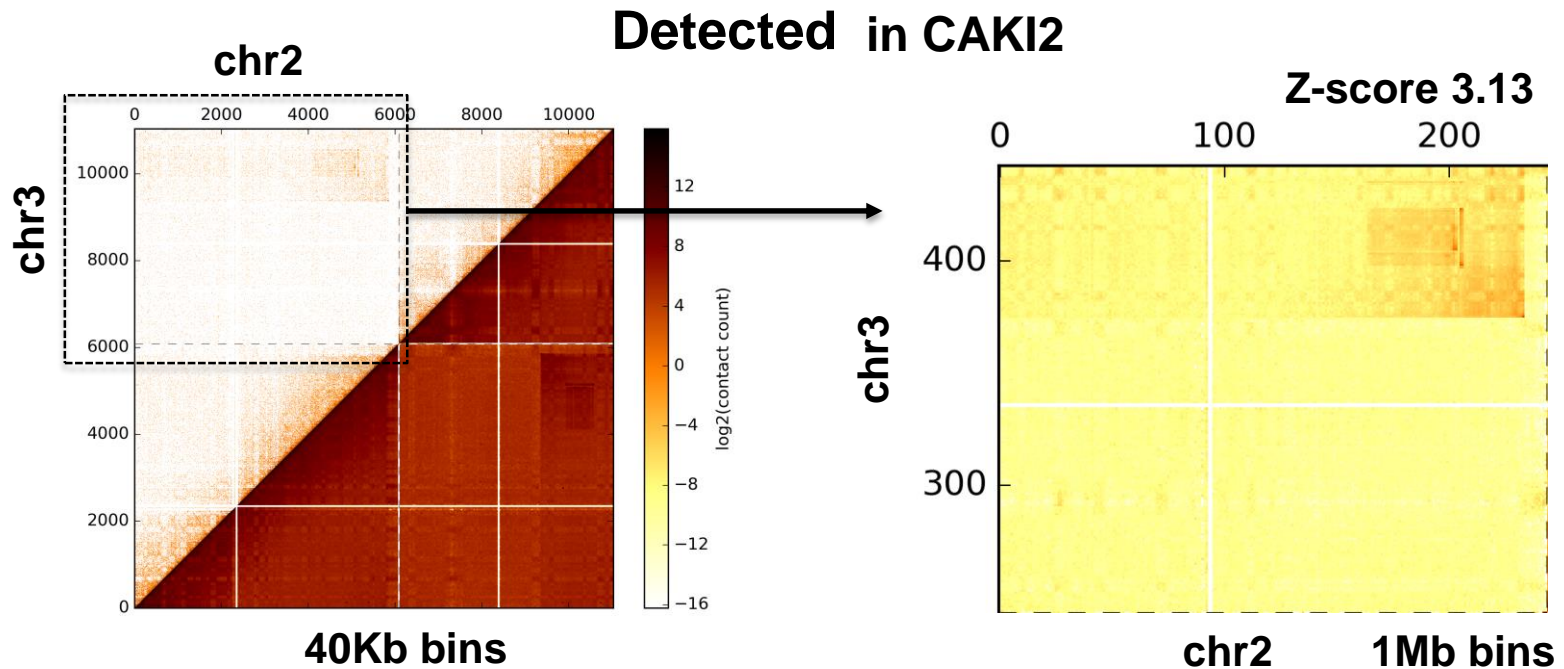 Detected in CAKI2
chr2
Z-score 3.13
0 2000 4000 6000 8000 10000
0 100 200
chr3
10000
8000
6000
4000
2000
0
12
8
4
0
−4
−8
−12
−16
log2(contact count)
chr3
400
300
40Kb bins
chr2 1Mb bins